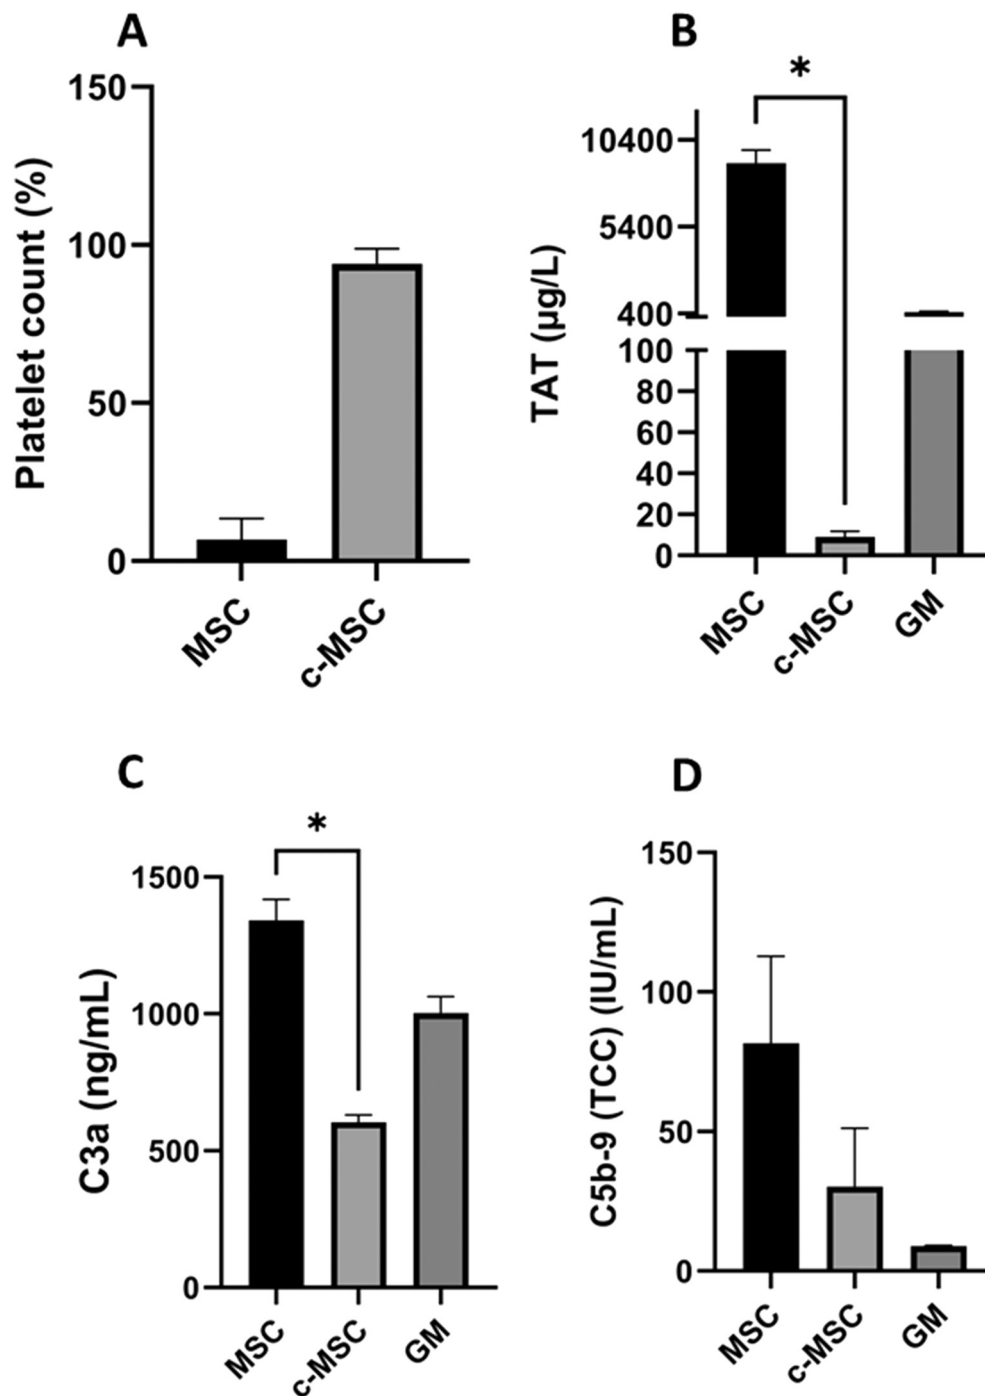 A
Platelet count (%)
150
100
50
0
MSC
c-MSC
B
*
TAT (µg/L)
10400
5400
400
100
80
60
40
20
0
MSC
c-MSC
GM
C
*
C3a (ng/mL)
1500
1000
500
0
MSC
c-MSC
GM
D
C5b-9 (TCC) (IU/mL)
150
100
50
0
MSC
c-MSC
GM